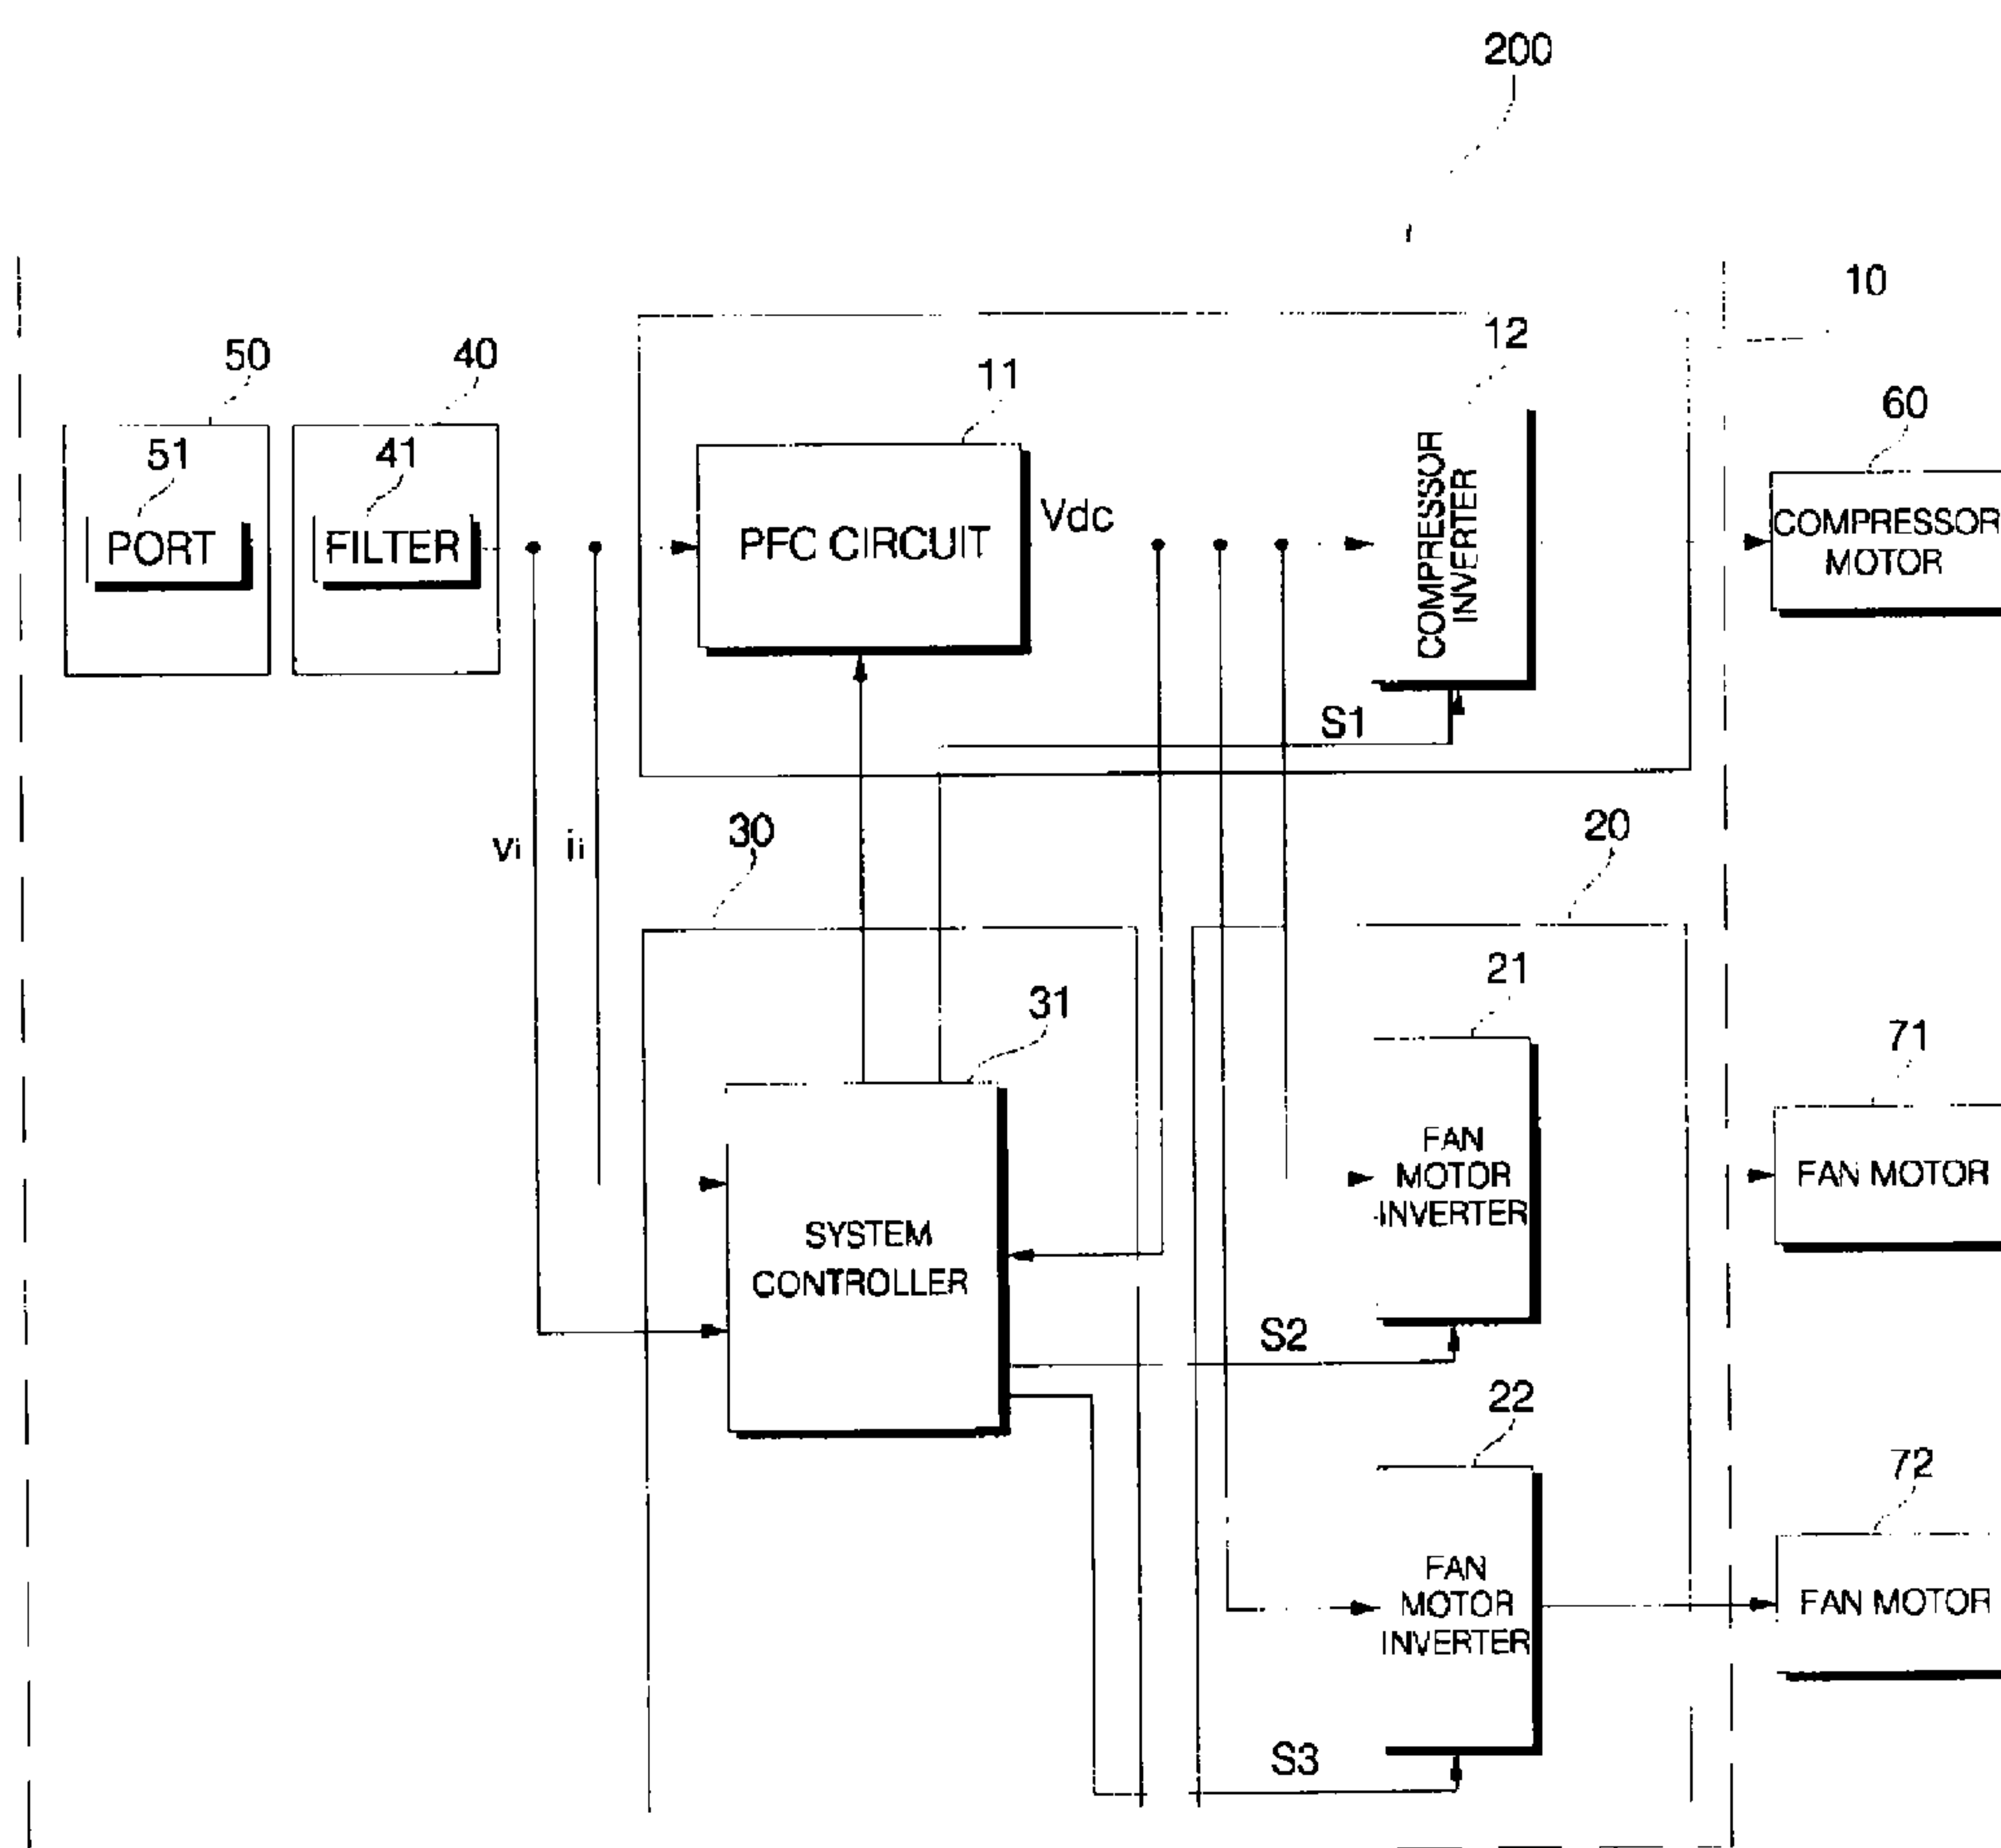 200
10
12
50
40
11
60
51
41
PORT
FILTER
PFC CIRCUIT
Vdc
COMPRESSOR
INVERTER
COMPRESSOR
MOTOR
S1
vi
ii
30
20
21
31
71
FAN
MOTOR
INVERTER
FAN MOTOR
SYSTEM
CONTROLLER
S2
22
72
FAN
MOTOR
INVERTER
FAN MOTOR
S3